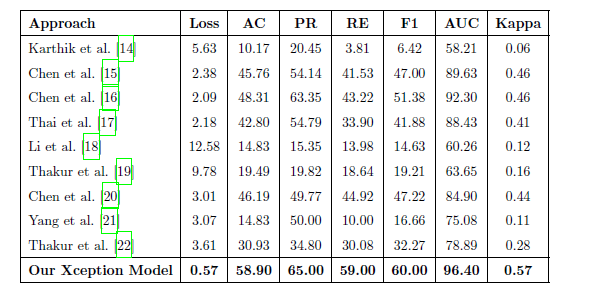 Approach Loss AC PR RE F1 AUC Kappa
Karthik et al. [14] 5.63 10.17 20.45 3.81 6.42 58.21 0.06
Chen et al. [15] 2.38 45.76 54.14 41.53 47.00 89.63 0.46
Chen et al. [16] 2.09 48.31 63.35 43.22 51.38 92.30 0.46
Thai et al. [17] 2.18 42.80 54.79 33.90 41.88 88.43 0.41
Li et al. [18] 12.58 14.83 15.35 13.98 14.63 60.26 0.12
Thakur et al. [19] 9.78 19.49 19.82 18.64 19.21 63.65 0.16
Chen et al. [20] 3.01 46.19 49.77 44.92 47.22 84.90 0.44
Yang et al. [21] 3.07 14.83 50.00 10.00 16.66 75.08 0.11
Thakur et al. [22] 3.61 30.93 34.80 30.08 32.27 78.89 0.28
Our Xception Model 0.57 58.90 65.00 59.00 60.00 96.40 0.57